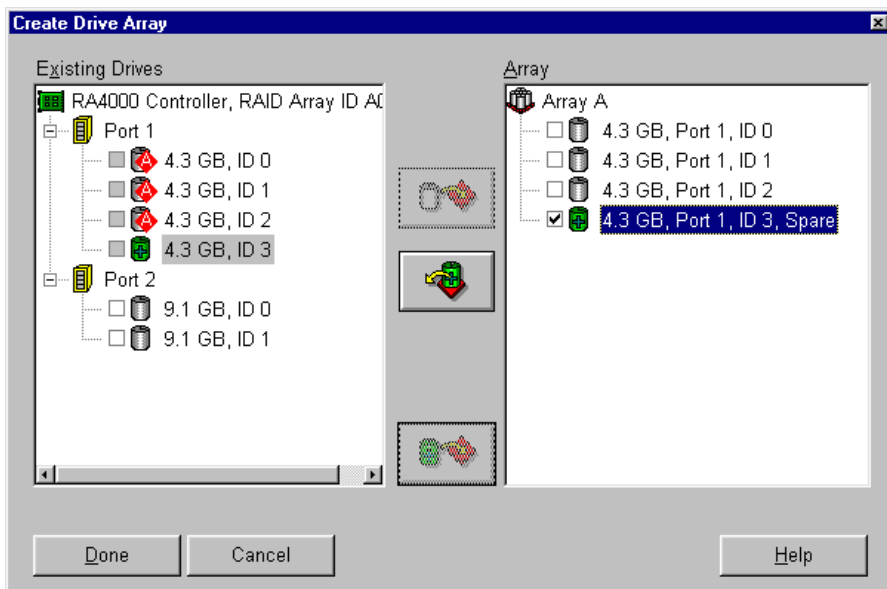 Create Drive Array
Existing Drives
RA4000 Controller, RAID Array ID A0
Port 1
4.3 GB, ID 0
4.3 GB, ID 1
4.3 GB, ID 2
4.3 GB, ID 3
Port 2
9.1 GB, ID 0
9.1 GB, ID 1
Array
Array A
4.3 GB, Port 1, ID 0
4.3 GB, Port 1, ID 1
4.3 GB, Port 1, ID 2
4.3 GB, Port 1, ID 3, Spare
Done
Cancel
Help